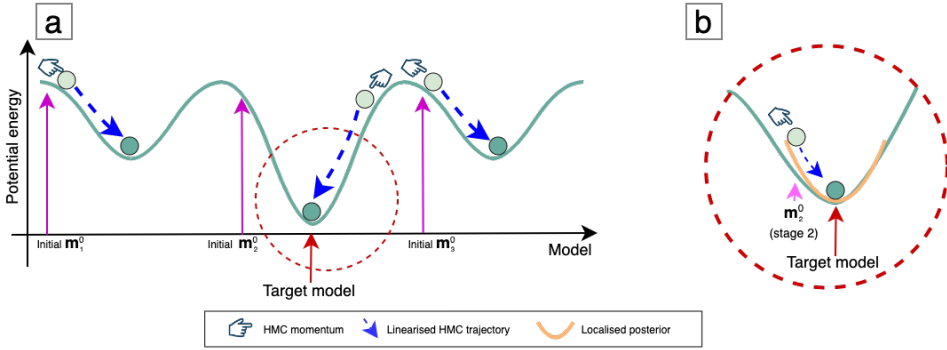 a
b
Potential energy
Initial m₁⁰
Initial m₂⁰
Initial m₃⁰
Model
Target model
m₂⁰
(stage 2)
Target model
HMC momentum
Linearised HMC trajectory
Localised posterior